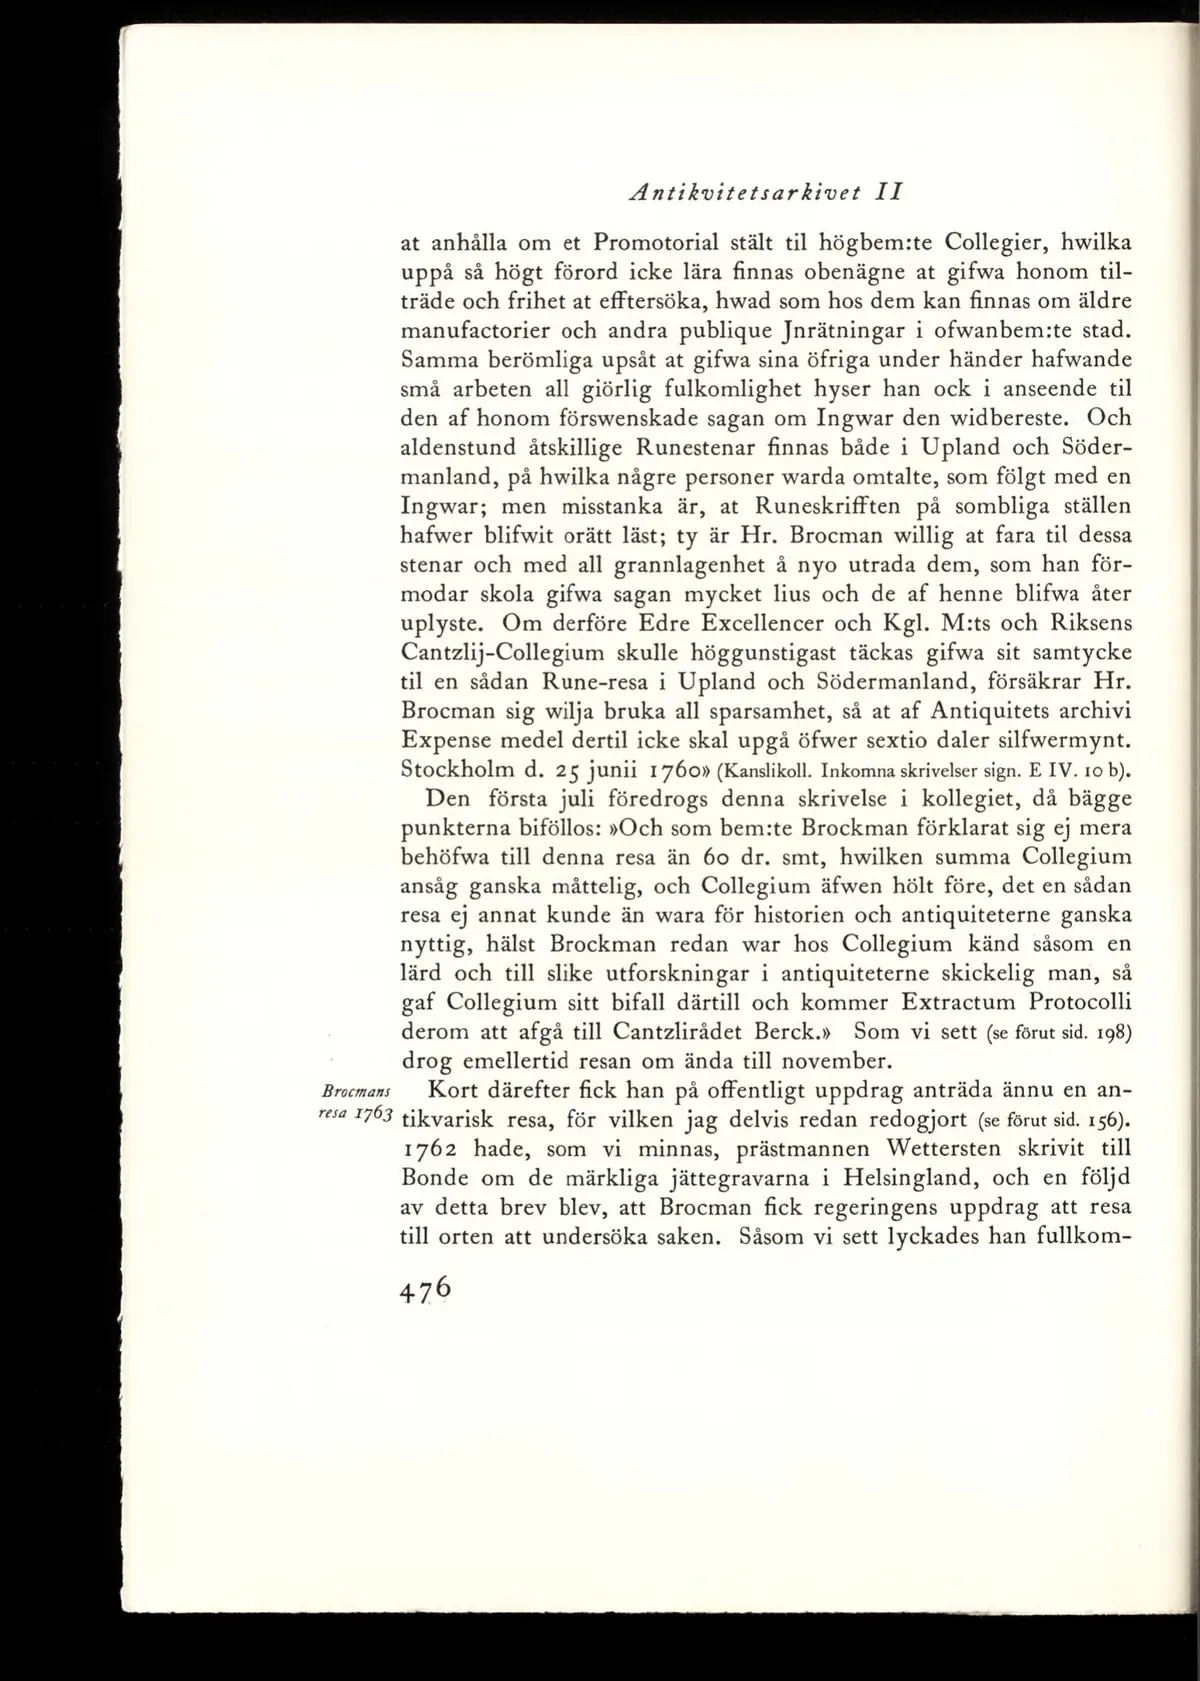 Antikvitetsarkivet II
at anhålla om et Promotorial stält til högbem:te Collegier, hwilka
uppå så högt förord icke lära finnas obenägne at gifwa honom til-
träde och frihet at efftersöka, hwad som hos dem kan finnas om äldre
manufactorier och andra publique Jnrätningar i ofwanbem:te stad.
Samma berömliga upsåt at gifwa sina öfriga under händer hafwande
små arbeten all giörlig fulkomlighet hyser han ock i anseende til
den af honom förswenskade sagan om Ingwar den widbereste. Och
aldenstund åtskillige Runestenar finnas både i Upland och Söder-
manland, på hwilka någre personer warda omtalte, som fölgt med en
Ingwar; men misstanka är, at Runeskrifften på sombliga ställen
hafwer blifwit orätt läst; ty är Hr. Brocman willig at fara til dessa
stenar och med all grannlagenhet å nyo utrada dem, som han för-
modar skola gifwa sagan mycket lius och de af henne blifwa åter
uplyste. Om derföre Edre Excellencer och Kgl. M:ts och Riksens
Cantzlij-Collegium skulle höggunstigast täckas gifwa sit samtycke
til en sådan Rune-resa i Upland och Södermanland, försäkrar Hr.
Brocman sig wilja bruka all sparsamhet, så at af Antiquitets archivi
Expense medel dertil icke skal upgå öfwer sextio daler silfwermynt.
Stockholm d. 25 junii 1760» (Kanslikoll. Inkomna skrivelser sign. E IV. 10 b).
Den första juli föredrogs denna skrivelse i kollegiet, då bägge
punkterna biföllos: »Och som bem:te Brockman förklarat sig ej mera
behöfwa till denna resa än 60 dr. smt, hwilken summa Collegium
ansåg ganska måttelig, och Collegium äfwen hölt före, det en sådan
resa ej annat kunde än wara för historien och antiquiteterne ganska
nyttig, hälst Brockman redan war hos Collegium känd såsom en
lärd och till slike utforskningar i antiquiteterne skickelig man, så
gaf Collegium sitt bifall därtill och kommer Extractum Protocolli
derom att afgå till Cantzlirådet Berck.» Som vi sett (se förut sid. 198)
drog emellertid resan om ända till november.
Brocmans
resa 1763
Kort därefter fick han på offentligt uppdrag anträda ännu en an-
tikvarisk resa, för vilken jag delvis redan redogjort (se förut sid. 156).
1762 hade, som vi minnas, prästmannen Wettersten skrivit till
Bonde om de märkliga jättegravarna i Helsingland, och en följd
av detta brev blev, att Brocman fick regeringens uppdrag att resa
till orten att undersöka saken. Såsom vi sett lyckades han fullkom-
476